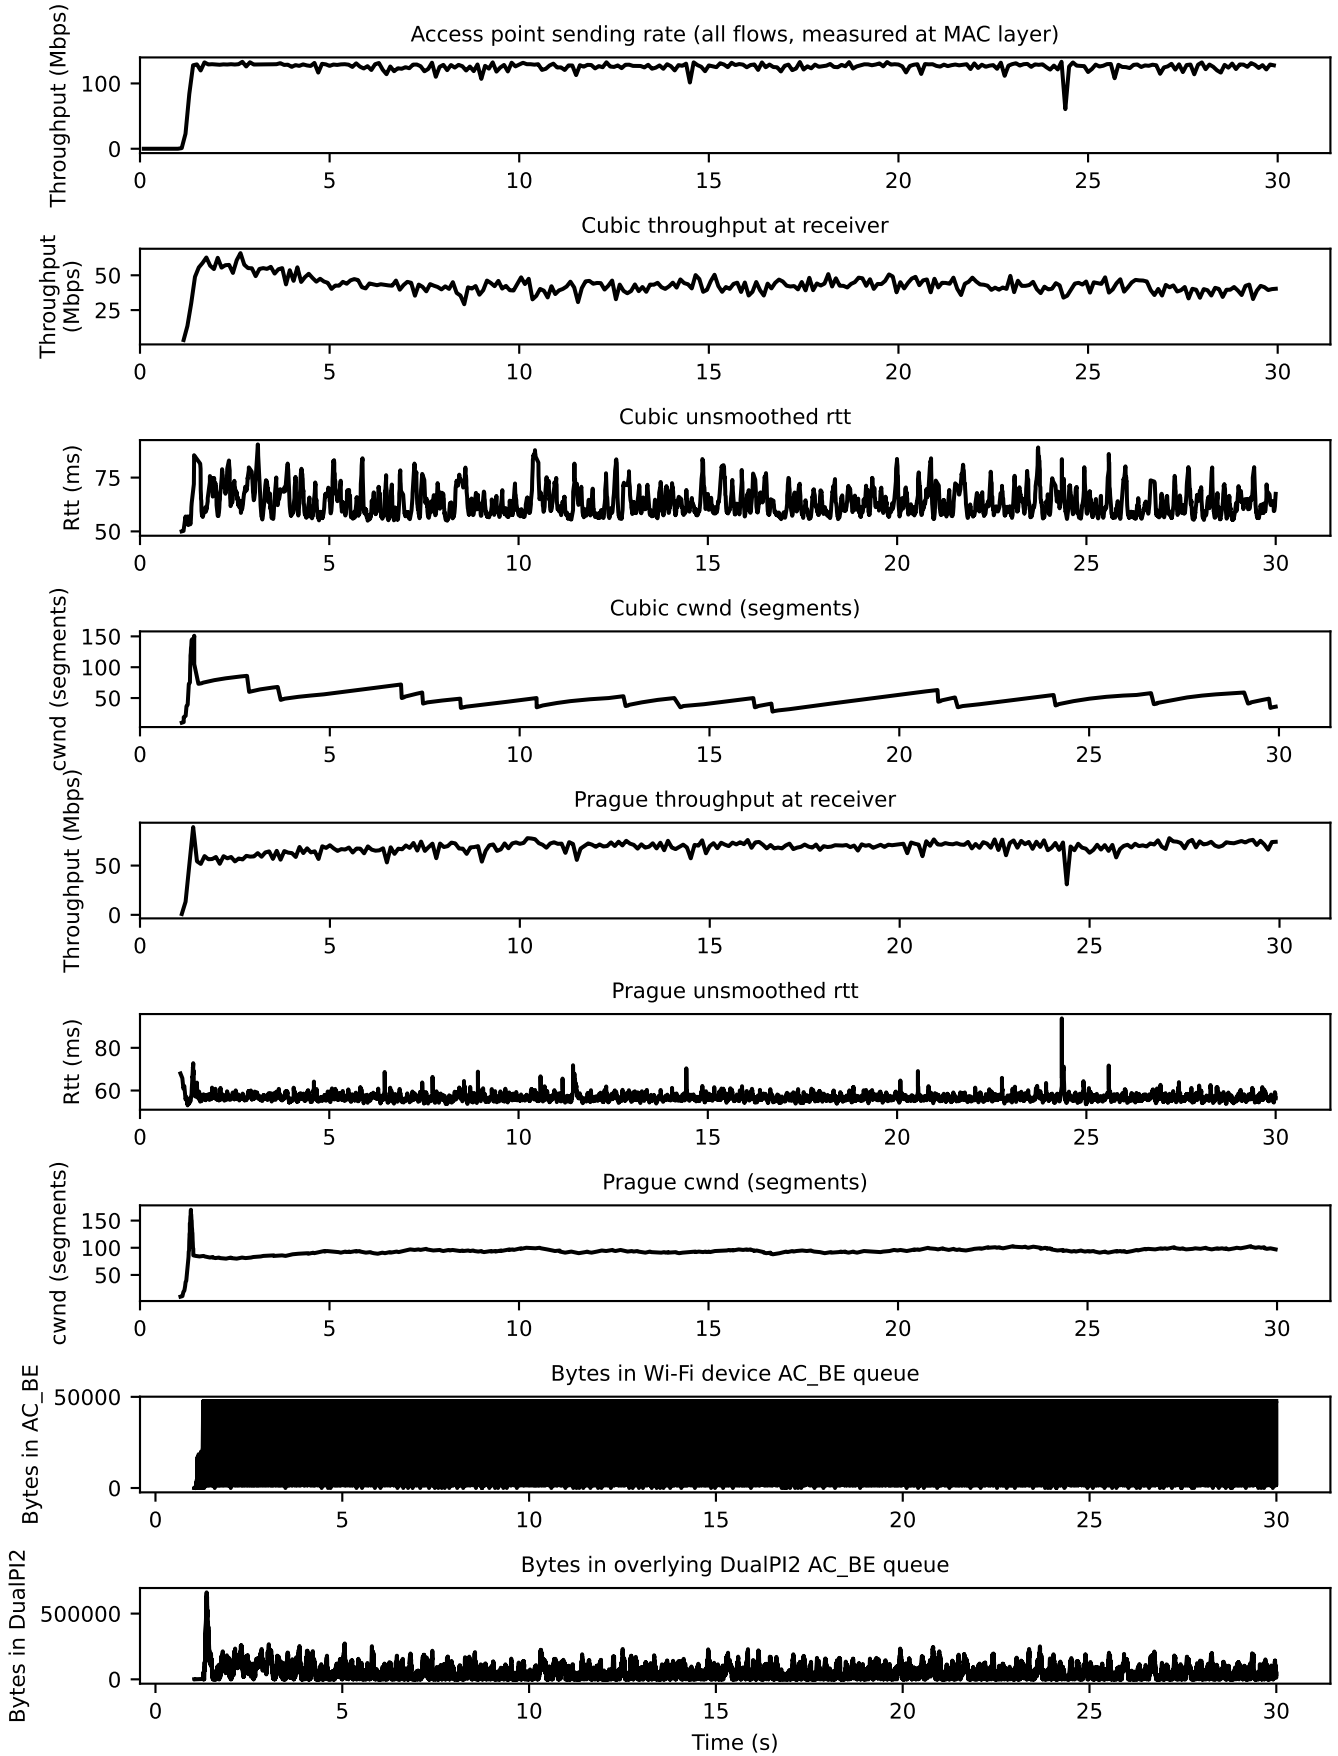 Access point sending rate (all flows, measured at MAC layer)
Throughput (Mbps)
100
0
0 5 10 15 20 25 30
Cubic throughput at receiver
Throughput
(Mbps)
50
25
0 5 10 15 20 25 30
Cubic unsmoothed rtt
Rtt (ms)
75
50
0 5 10 15 20 25 30
Cubic cwnd (segments)
cwnd (segments)
150
100
50
0 5 10 15 20 25 30
Prague throughput at receiver
Throughput (Mbps)
50
0
0 5 10 15 20 25 30
Prague unsmoothed rtt
Rtt (ms)
80
60
0 5 10 15 20 25 30
Prague cwnd (segments)
cwnd (segments)
150
100
50
0 5 10 15 20 25 30
Bytes in Wi-Fi device AC_BE queue
Bytes in AC_BE
50000
0
0 5 10 15 20 25 30
Bytes in overlying DualPI2 AC_BE queue
Bytes in DualPI2
500000
0
0 5 10 15 20 25 30
Time (s)